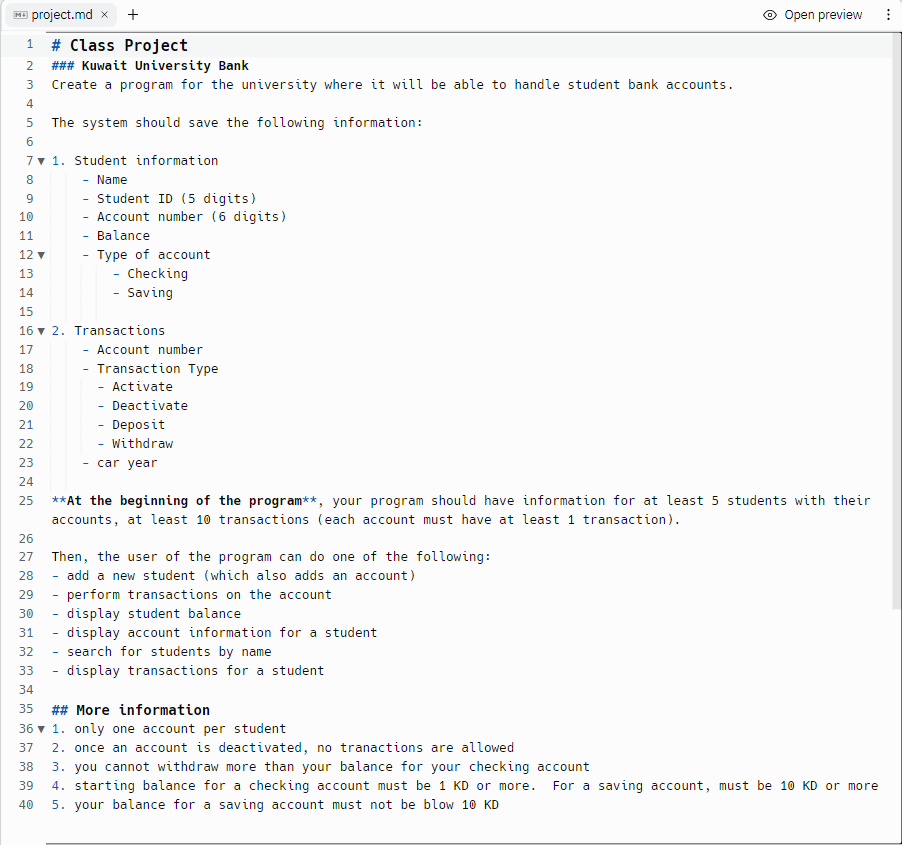 M↓ project.md × +
Open preview
1 # Class Project
2 ### Kuwait University Bank
3 Create a program for the university where it will be able to handle student bank accounts.
4
5 The system should save the following information:
6
7 1. Student information
8 - Name
9 - Student ID (5 digits)
10 - Account number (6 digits)
11 - Balance
12 - Type of account
13 - Checking
14 - Saving
15
16 2. Transactions
17 - Account number
18 - Transaction Type
19 - Activate
20 - Deactivate
21 - Deposit
22 - Withdraw
23 - car year
24
25 **At the beginning of the program**, your program should have information for at least 5 students with their
accounts, at least 10 transactions (each account must have at least 1 transaction).
26
27 Then, the user of the program can do one of the following:
28 - add a new student (which also adds an account)
29 - perform transactions on the account
30 - display student balance
31 - display account information for a student
32 - search for students by name
33 - display transactions for a student
34
35 ## More information
36 1. only one account per student
37 2. once an account is deactivated, no tranactions are allowed
38 3. you cannot withdraw more than your balance for your checking account
39 4. starting balance for a checking account must be 1 KD or more.  For a saving account, must be 10 KD or more
40 5. your balance for a saving account must not be blow 10 KD